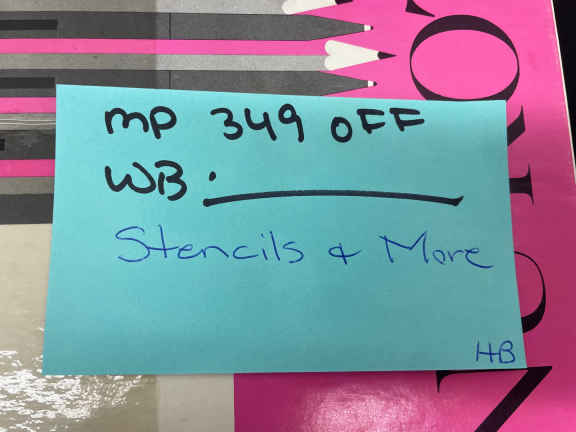 mp 349 OFF
WB .
Stencils & More
HB